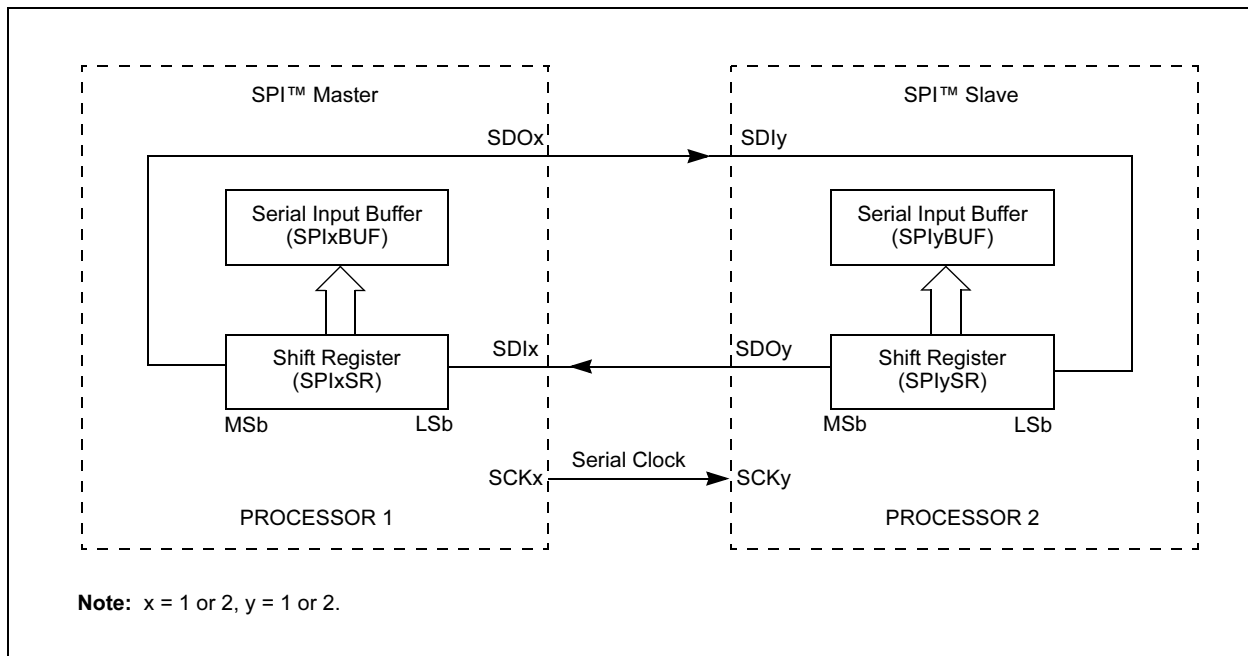 SPI™ Master
SPI™ Slave
SDOx
SDIy
Serial Input Buffer
(SPIxBUF)
Serial Input Buffer
(SPIyBUF)
Shift Register
(SPIxSR)
SDIx
SDOy
Shift Register
(SPIySR)
MSb
LSb
MSb
LSb
Serial Clock
SCKx
SCKy
PROCESSOR 1
PROCESSOR 2
Note: x = 1 or 2, y = 1 or 2.